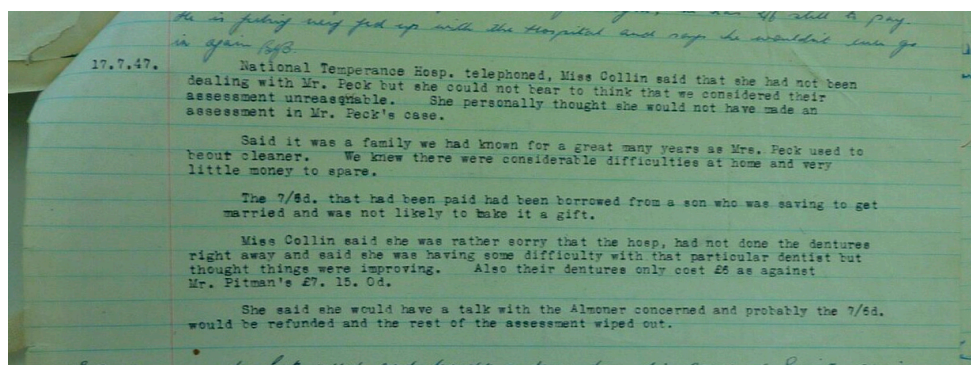 He is feeling very fed up with the Hospital and says he wouldn't ever go
in again
17.7.47. National Temperance Hosp. telephoned, Miss Collin said that she had not been
dealing with Mr. Peck but she could not bear to think that we considered their
assessment unreasonable. She personally thought she would not have made an
assessment in Mr. Peck's case.
Said it was a family we had known for a great many years as Mrs. Peck used to
beout cleaner. We knew there were considerable difficulties at home and very
little money to spare.
The 7/6d. that had been paid had been borrowed from a son who was saving to get
married and was not likely to make it a gift.
Miss Collin said she was rather sorry that the hosp, had not done the dentures
right away and said she was having some difficulty with that particular dentist but
thought things were improving. Also their dentures only cost £6 as against
Mr. Pitman's £7. 15. 0d.
She said she would have a talk with the Almoner concerned and probably the 7/6d.
would be refunded and the rest of the assessment wiped out.